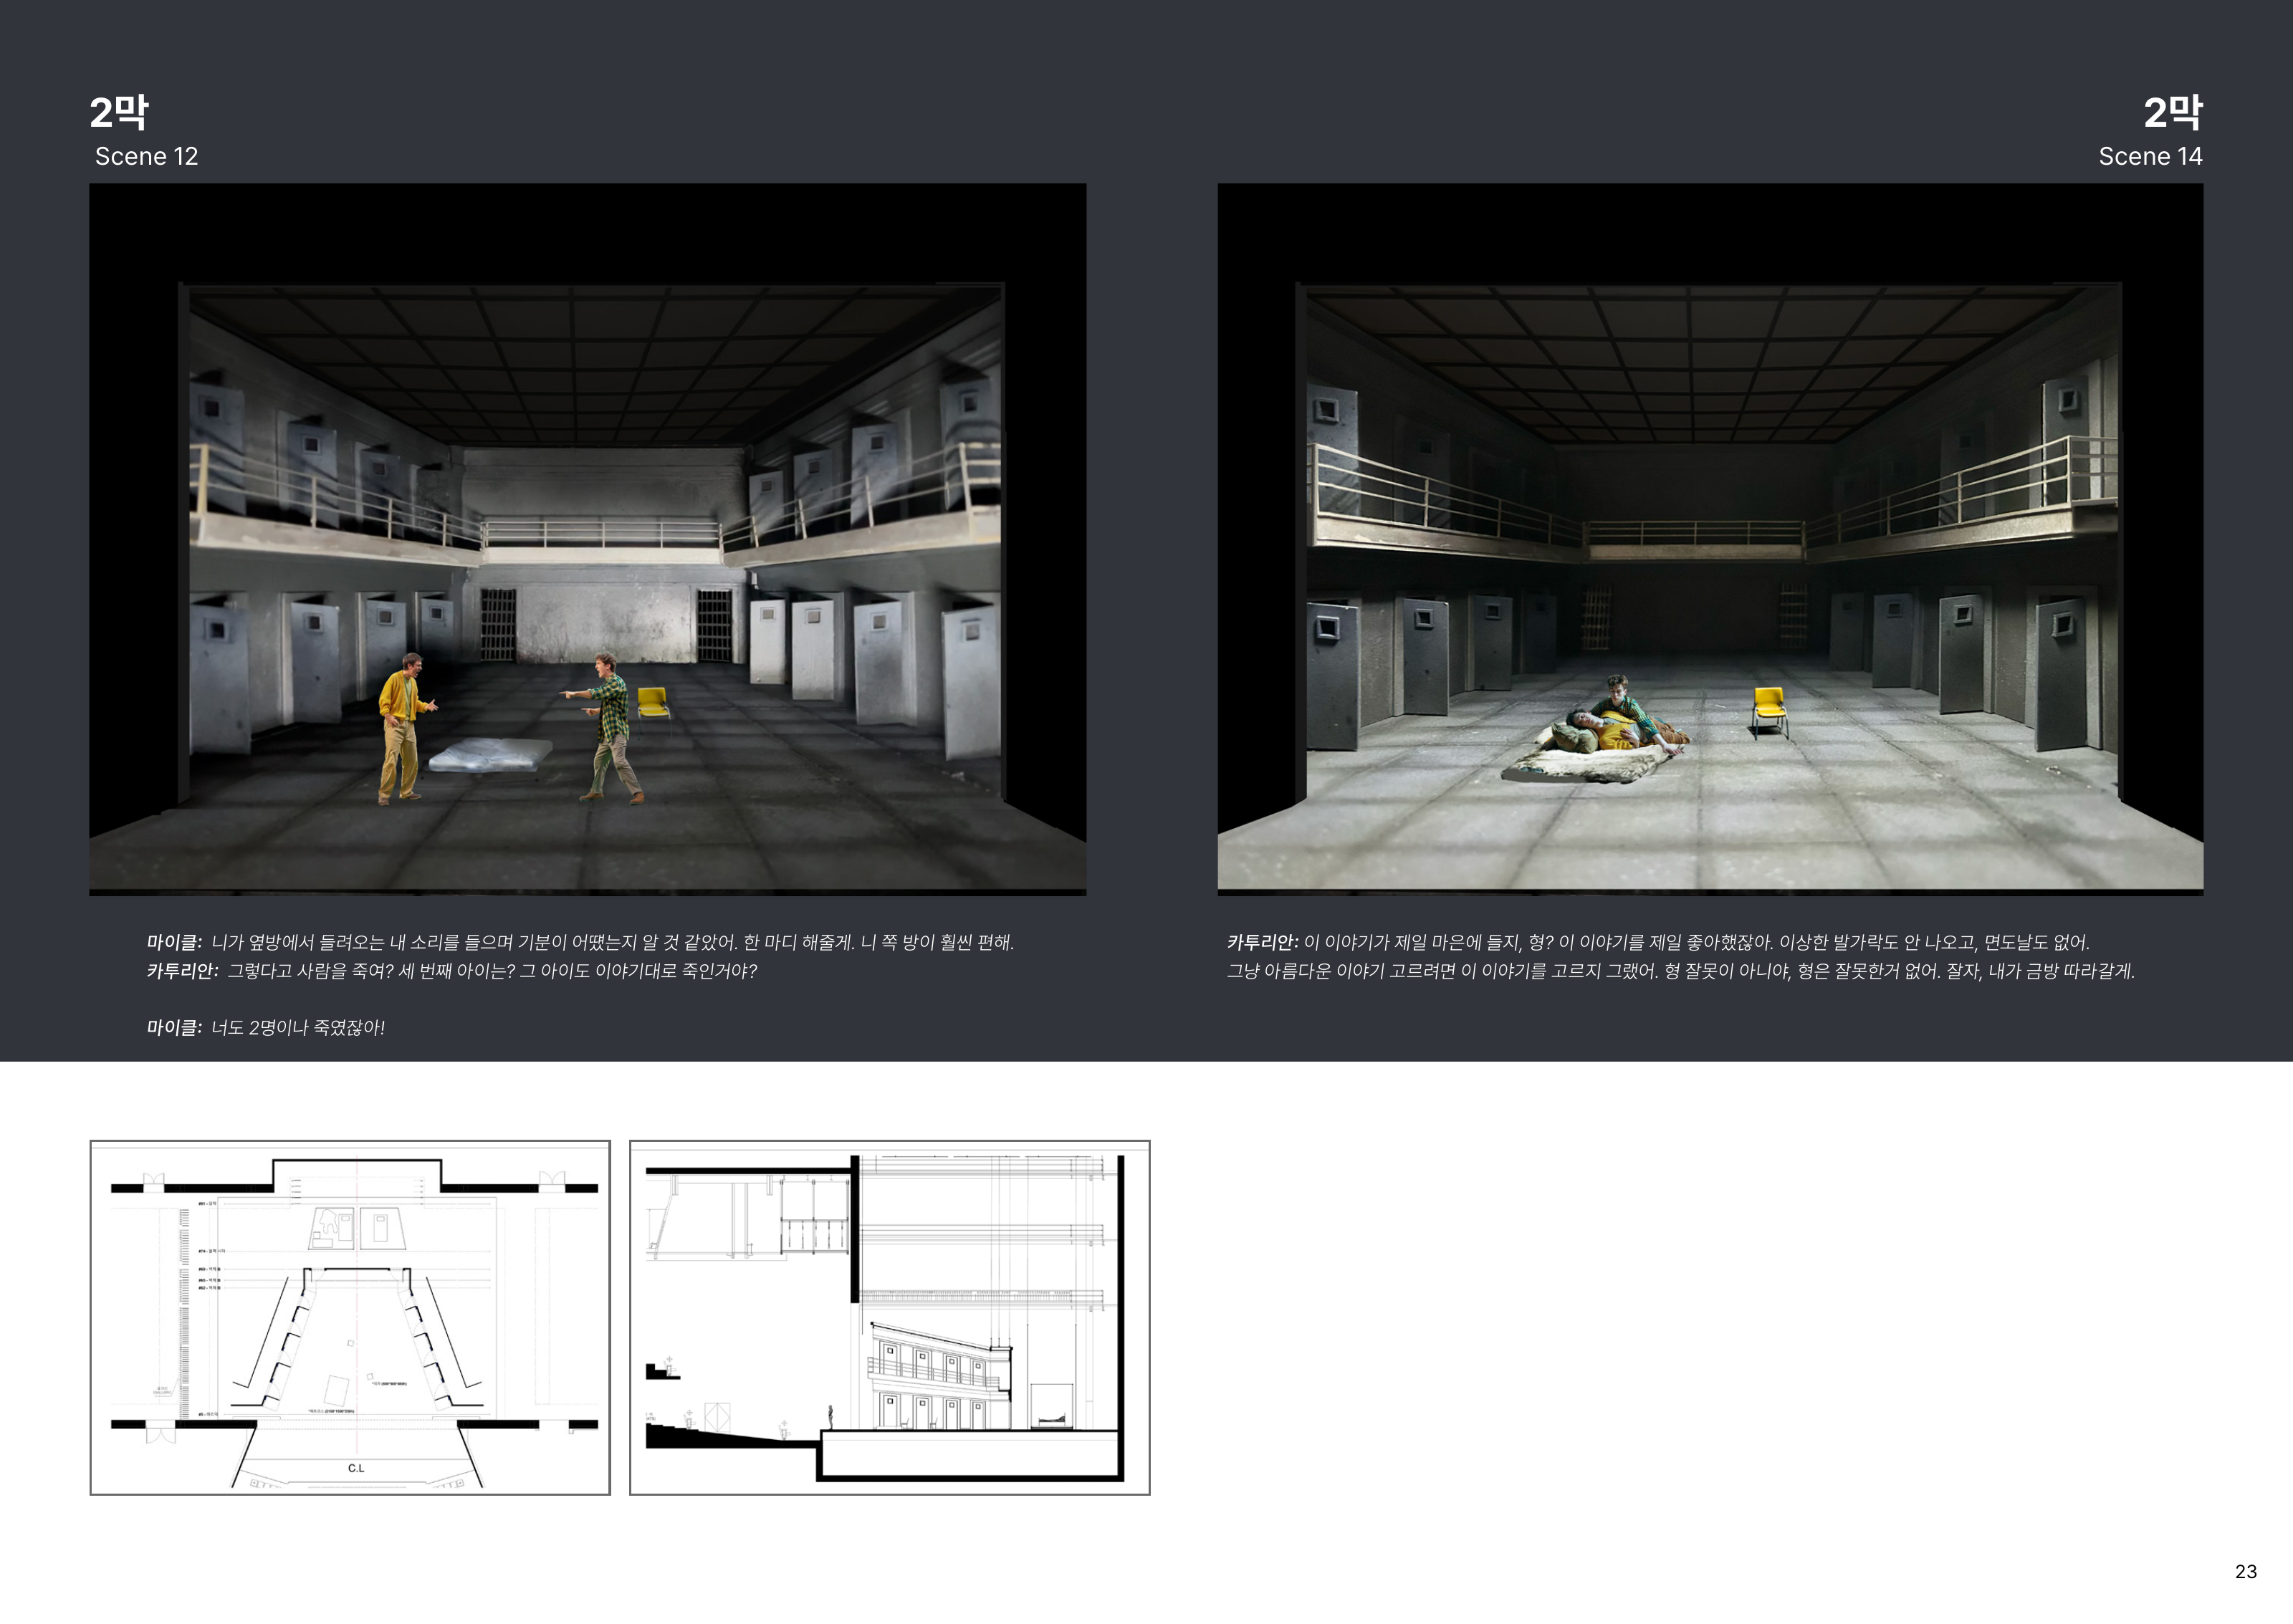 2막
Scene 12
2막
Scene 14
마이클: 니가 옆방에서 들려오는 내 소리를 들으며 기분이 어땠는지 알 것 같았어. 한 마디 해줄게. 니 쪽 방이 훨씬 편해.
카투리안: 그렇다고 사람을 죽여? 세 번째 아이는? 그 아이도 이야기대로 죽인거야?
마이클: 너도 2명이나 죽였잖아!
카투리안: 이 이야기가 제일 마은에 들지, 형? 이 이야기를 제일 좋아했잖아. 이상한 발가락도 안 나오고, 면도날도 없어.
그냥 아름다운 이야기 고르려면 이 이야기를 고르지 그랬어. 형 잘못이 아니야, 형은 잘못한거 없어. 잘자, 내가 금방 따라갈게.
C.L
23